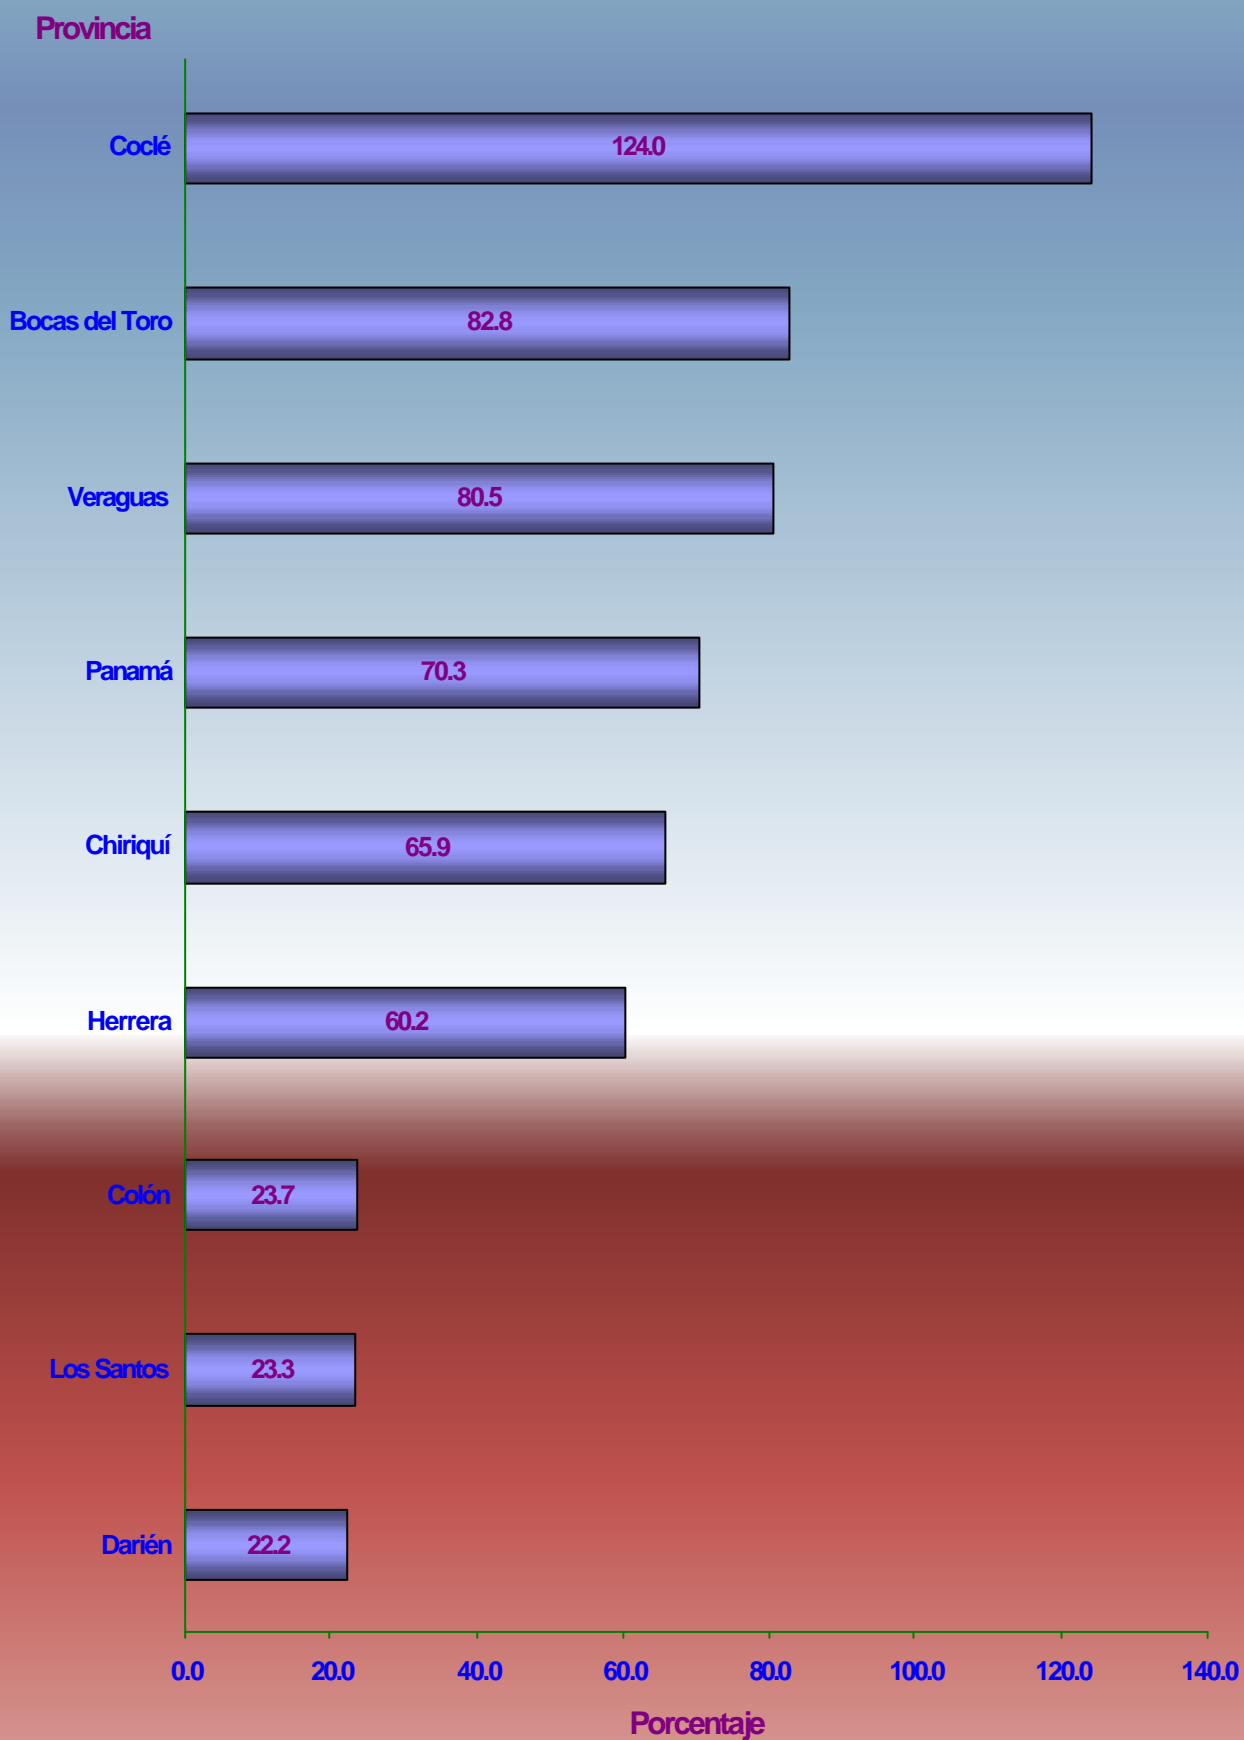 Provincia
Coclé 124.0
Bocas del Toro 82.8
Veraguas 80.5
Panamá 70.3
Chiriquí 65.9
Herrera 60.2
Colón 23.7
Los Santos 23.3
Darién 22.2
0.0 20.0 40.0 60.0 80.0 100.0 120.0 140.0
Porcentaje